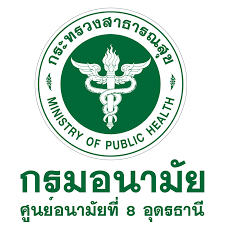 กระทรวงสาธารณสุข
MINISTRY OF PUBLIC HEALTH
กรมอนามัย
ศูนย์อนามัยที่ 8 อุดรธานี